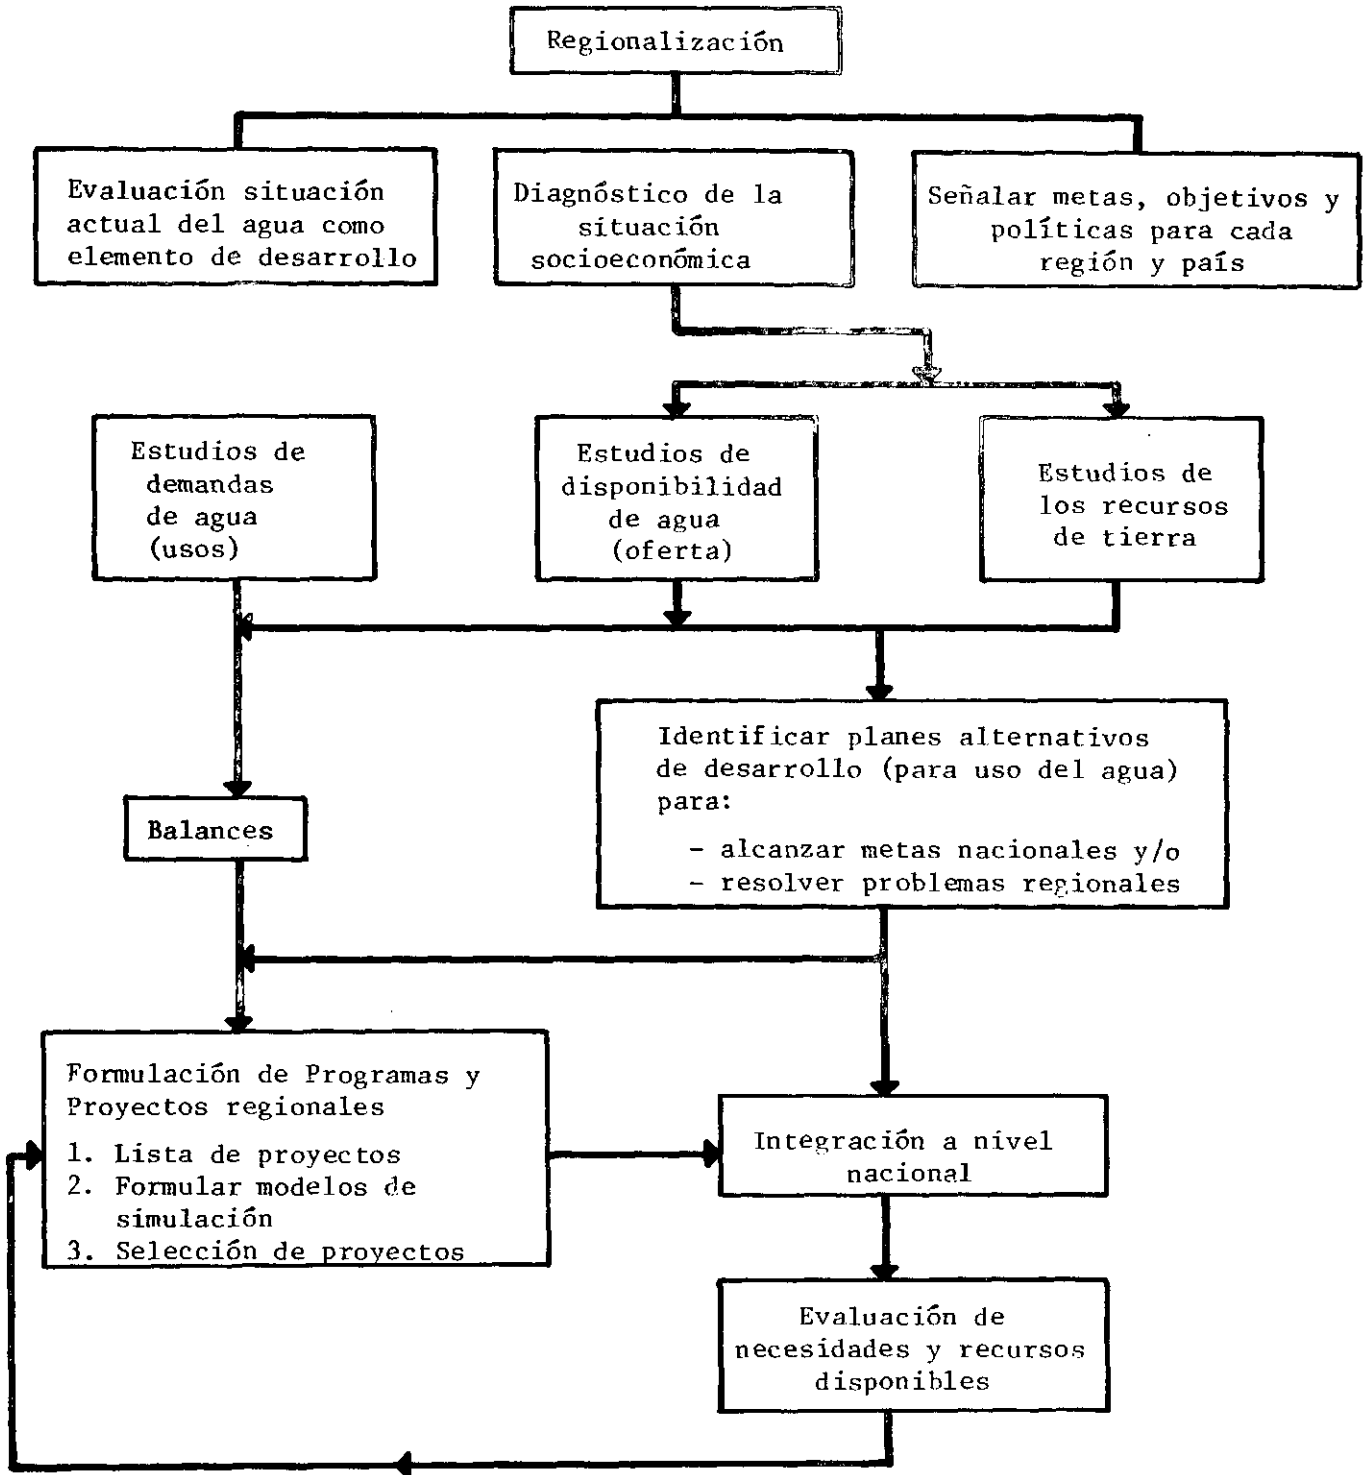 Regionalización
Evaluación situación
actual del agua como
elemento de desarrollo
Diagnóstico de la
situación
socioeconómica
Señalar metas, objetivos y
políticas para cada
región y país
Estudios de
demandas
de agua
(usos)
Estudios de
disponibilidad
de agua
(oferta)
Estudios de
los recursos
de tierra
Identificar planes alternativos
de desarrollo (para uso del agua)
para:
- alcanzar metas nacionales y/o
- resolver problemas regionales
Balances
Formulación de Programas y
Proyectos regionales
1. Lista de proyectos
2. Formular modelos de
simulación
3. Selección de proyectos
Integración a nivel
nacional
Evaluación de
necesidades y recursos
disponibles